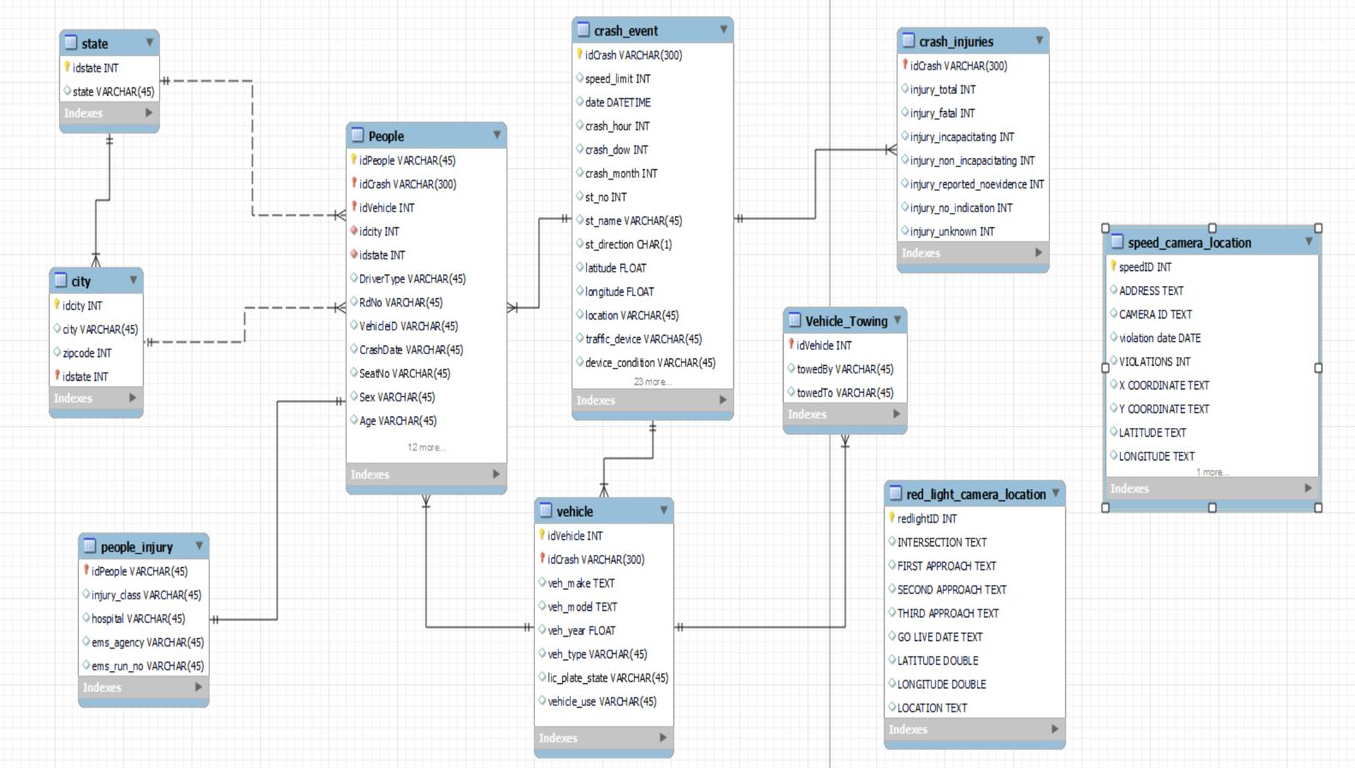 state
idstate INT
state VARCHAR(45)
Indexes
city
idcity INT
city VARCHAR(45)
zipcode INT
idstate INT
Indexes
people_injury
idPeople VARCHAR(45)
injury_class VARCHAR(45)
hospital VARCHAR(45)
ems_agency VARCHAR(45)
ems_run_no VARCHAR(45)
Indexes
People
idPeople VARCHAR(45)
idCrash VARCHAR(300)
idVehicle INT
idcity INT
idstate INT
DriverType VARCHAR(45)
RdNo VARCHAR(45)
VehicleiD VARCHAR(45)
CrashDate VARCHAR(45)
SeatNo VARCHAR(45)
Sex VARCHAR(45)
Age VARCHAR(45)
12 more...
Indexes
crash_event
idCrash VARCHAR(300)
speed_limit INT
date DATETIME
crash_hour INT
crash_dow INT
crash_month INT
st_no INT
st_name VARCHAR(45)
st_direction CHAR(1)
latitude FLOAT
longitude FLOAT
location VARCHAR(45)
traffic_device VARCHAR(45)
device_condition VARCHAR(45)
23 more...
Indexes
vehicle
idVehicle INT
idCrash VARCHAR(300)
veh_make TEXT
veh_model TEXT
veh_year FLOAT
veh_type VARCHAR(45)
lic_plate_state VARCHAR(45)
vehicle_use VARCHAR(45)
Indexes
crash_injuries
idCrash VARCHAR(300)
injury_total INT
injury_fatal INT
injury_incapacitating INT
injury_non_incapacitating INT
injury_reported_noevidence INT
injury_no_indication INT
injury_unknown INT
Indexes
Vehicle_Towing
idVehicle INT
towedBy VARCHAR(45)
towedTo VARCHAR(45)
Indexes
red_light_camera_location
redlightID INT
INTERSECTION TEXT
FIRST APPROACH TEXT
SECOND APPROACH TEXT
THIRD APPROACH TEXT
GO LIVE DATE TEXT
LATITUDE DOUBLE
LONGITUDE DOUBLE
LOCATION TEXT
Indexes
speed_camera_location
speedID INT
ADDRESS TEXT
CAMERA ID TEXT
violation date DATE
VIOLATIONS INT
X COORDINATE TEXT
Y COORDINATE TEXT
LATITUDE TEXT
LONGITUDE TEXT
1 more...
Indexes